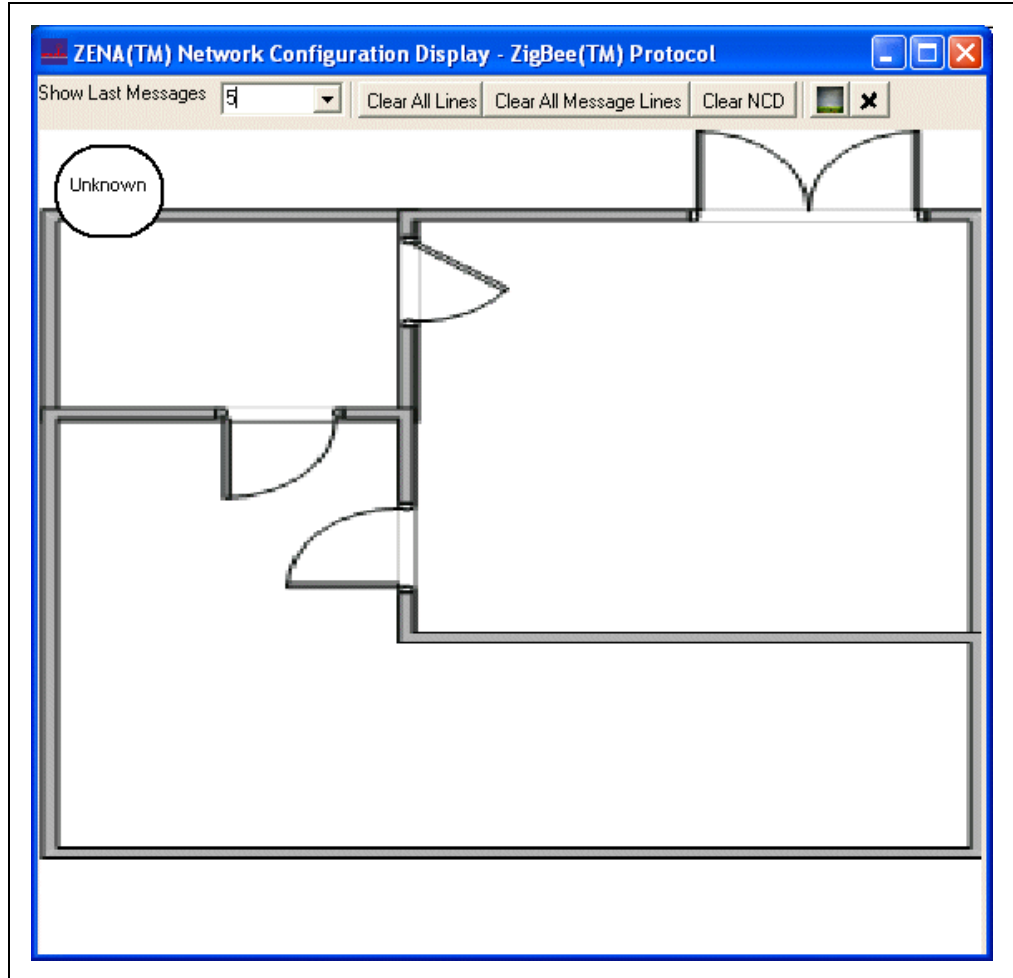 ZENA(TM) Network Configuration Display - ZigBee(TM) Protocol
Show Last Messages 5 Clear All Lines Clear All Message Lines Clear NCD
Unknown